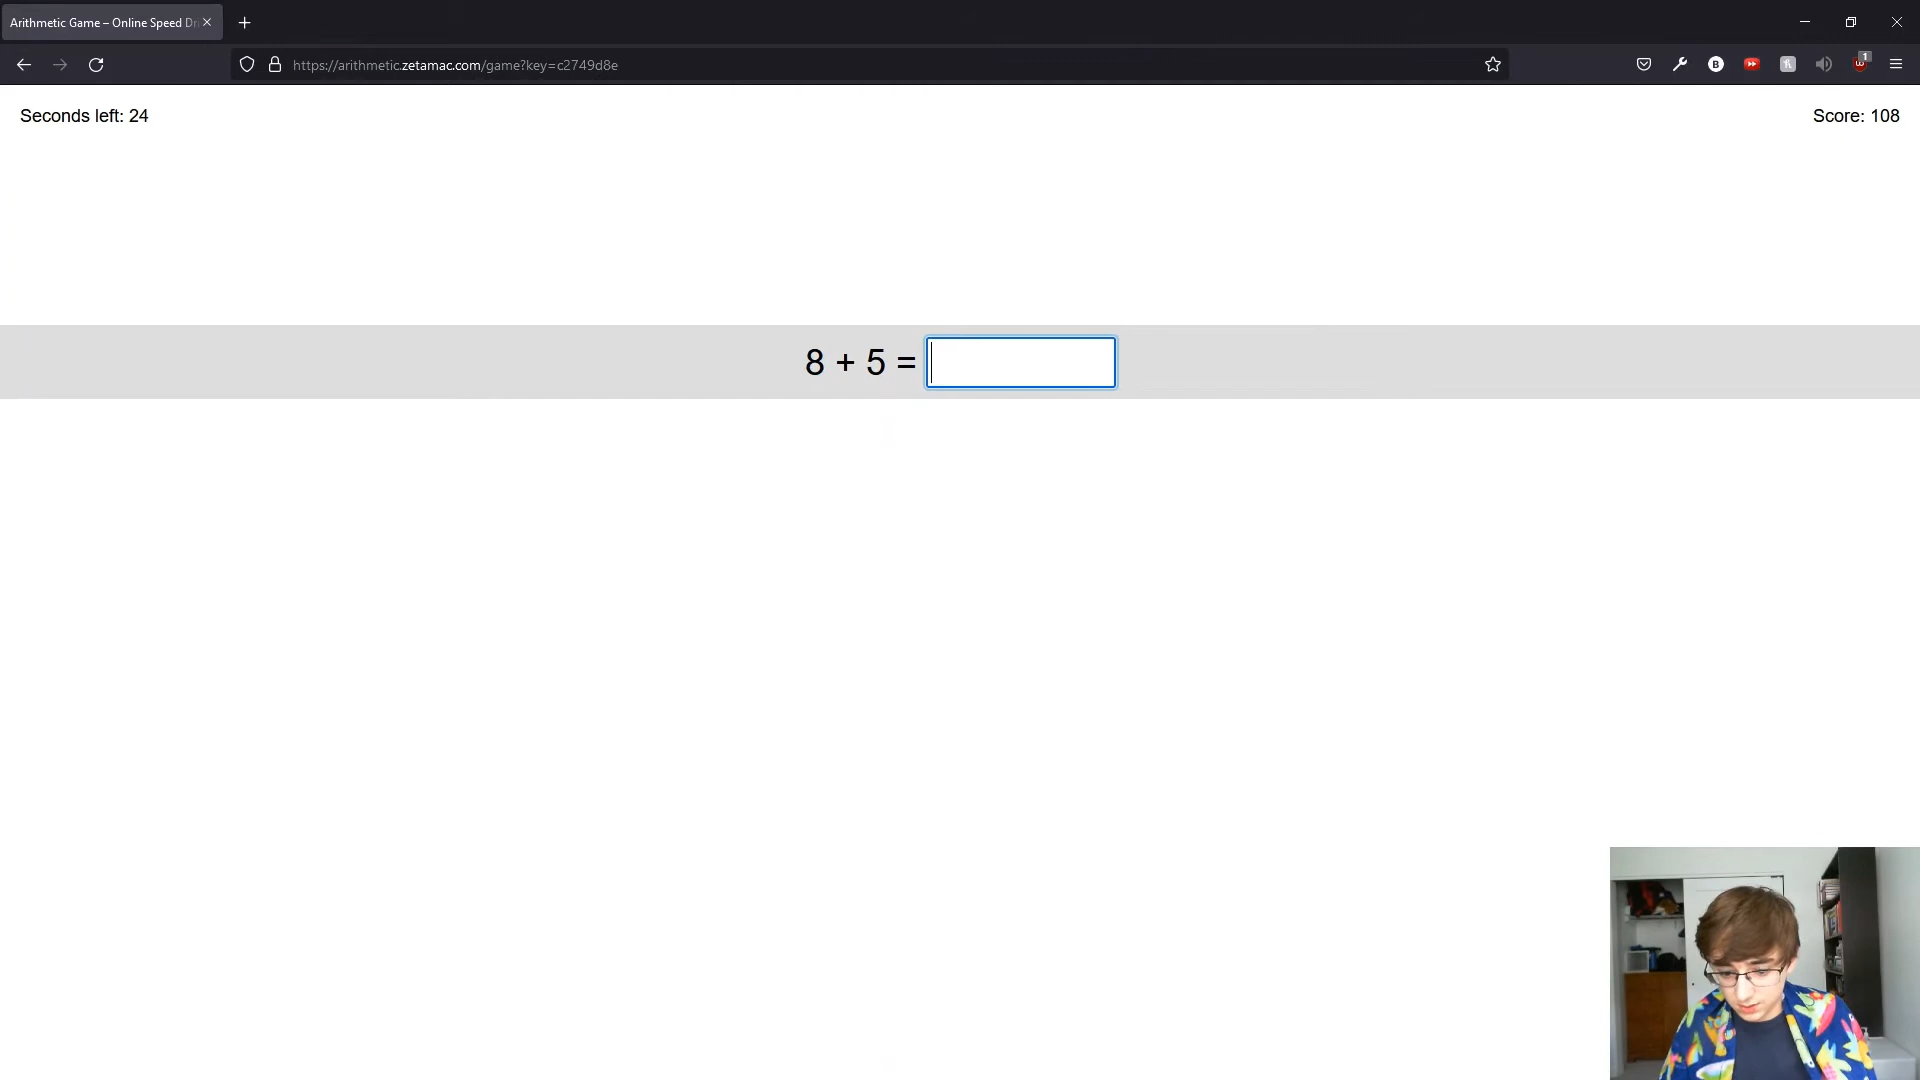 Arithmetic Game – Online Speed Dr
https://arithmetic.zetamac.com/game?key=c2749d8e
B
1
Seconds left: 24
Score: 108
8 + 5 =